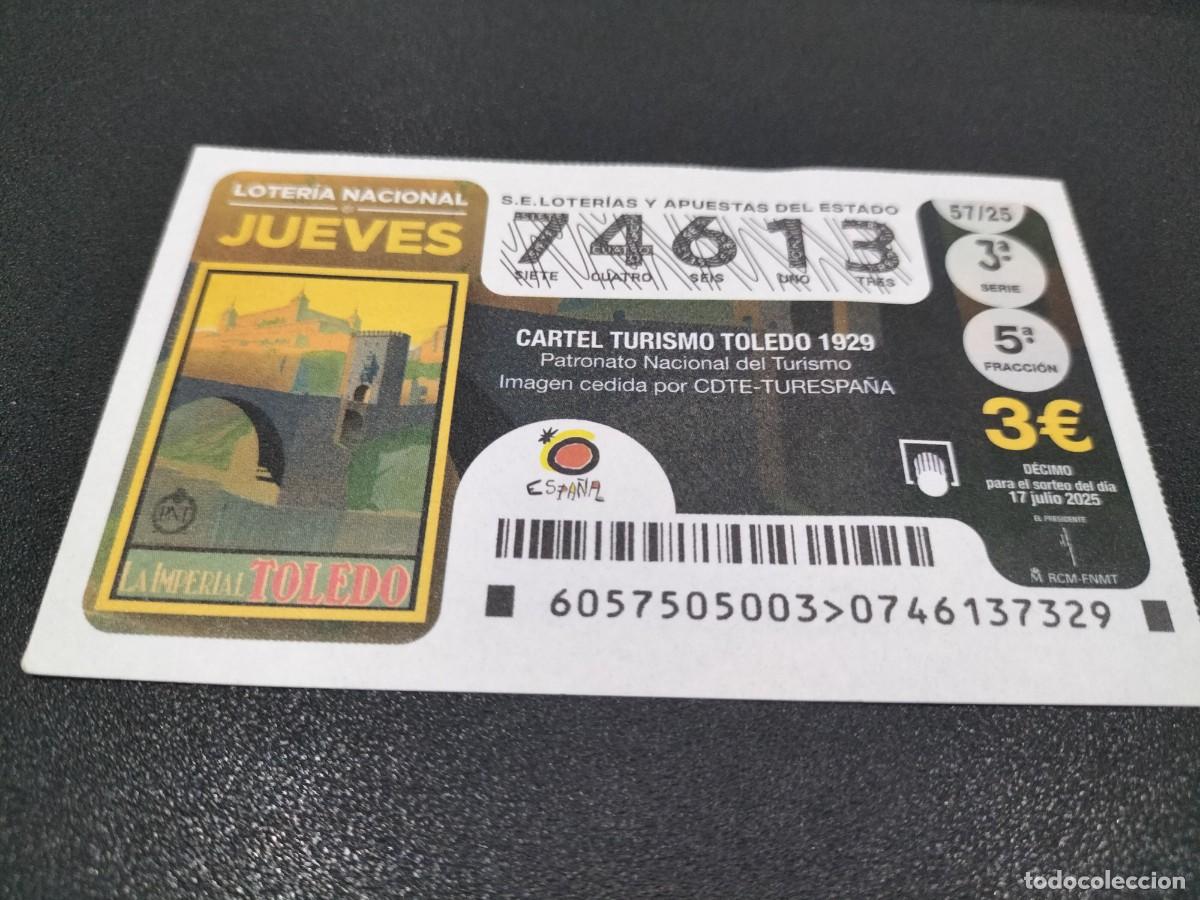 LOTERÍA NACIONAL
JUEVES
LA IMPERIAL TOLEDO
S.E. LOTERÍAS Y APUESTAS DEL ESTADO
74613
SIETE CUATRO SEIS UNO TRES
CARTEL TURISMO TOLEDO 1929
Patronato Nacional del Turismo
Imagen cedida por CDTE-TURESPAÑA
ESPAÑA
57/25
3ª
SERIE
5ª
FRACCIÓN
3€
DÉCIMO
para el sorteo del día
17 julio 2025
EL PRESIDENTE
M RCM-FNMT
6057505003>0746137329
todocoleccion